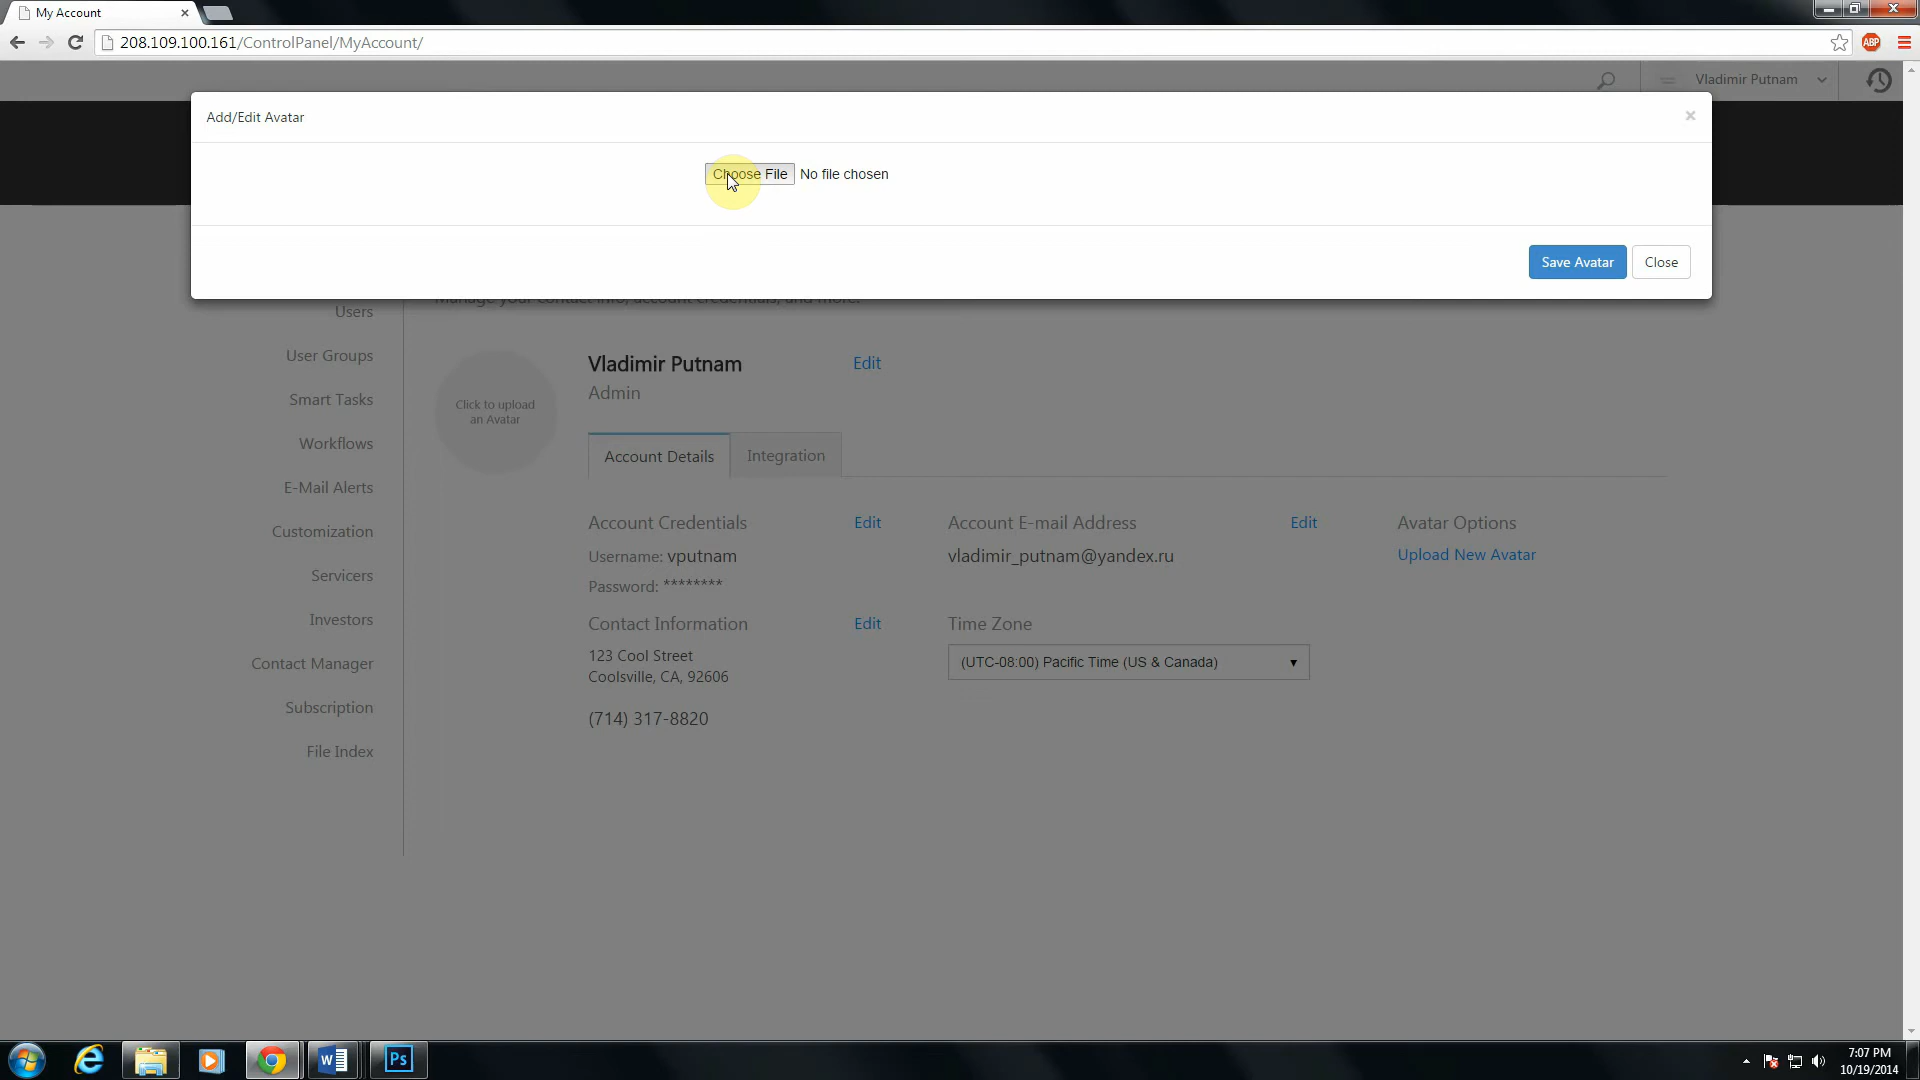 My Account
208.109.100.161/ControlPanel/MyAccount/
ABP
Vladimir Putnam
Add/Edit Avatar
Choose File No file chosen
Save Avatar Close
Manage your contact info, account credentials, and more.
Users
User Groups
Smart Tasks
Workflows
E-Mail Alerts
Customization
Servicers
Investors
Contact Manager
Subscription
File Index
Click to upload
an Avatar
Vladimir Putnam Edit
Admin
Account Details Integration
Account Credentials Edit
Username: vputnam
Password: ********
Contact Information Edit
123 Cool Street
Coolsville, CA, 92606
(714) 317-8820
Account E-mail Address Edit
vladimir_putnam@yandex.ru
Time Zone
(UTC-08:00) Pacific Time (US & Canada)
Avatar Options
Upload New Avatar
W
Ps
7:07 PM
10/19/2014